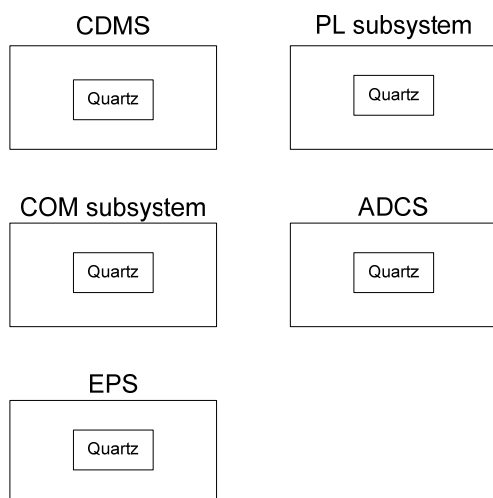 CDMS
Quartz
PL subsystem
Quartz
COM subsystem
Quartz
ADCS
Quartz
EPS
Quartz